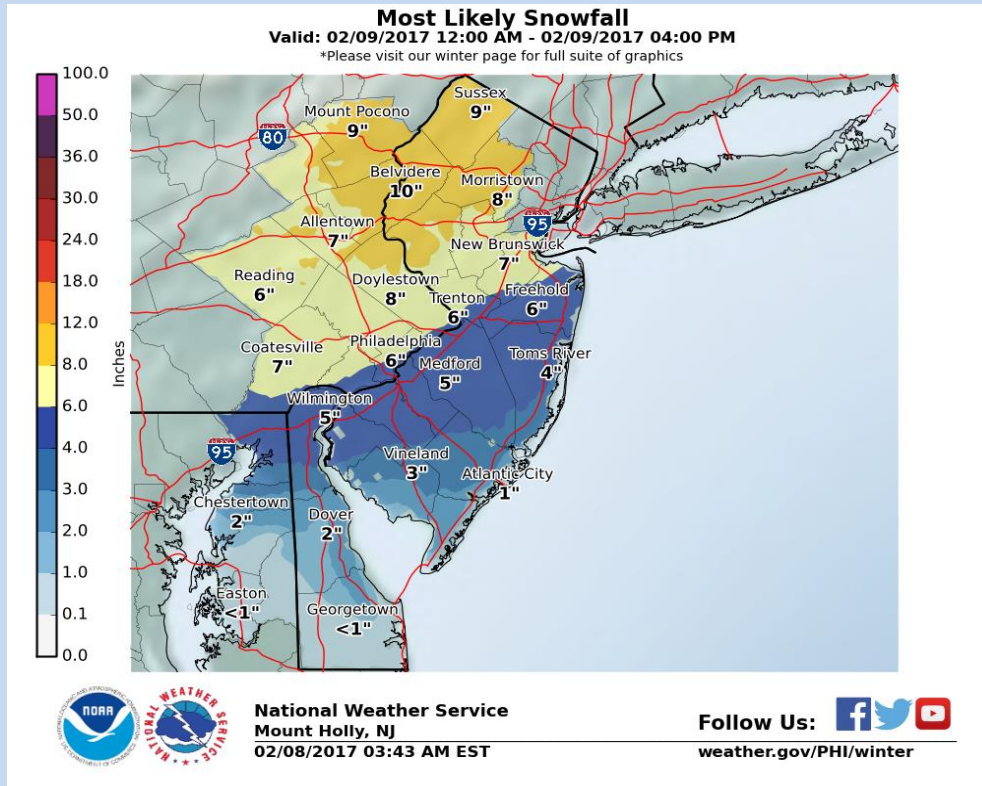 Most Likely Snowfall
Valid: 02/09/2017 12:00 AM - 02/09/2017 04:00 PM
*Please visit our winter page for full suite of graphics
100.0
50.0
36.0
30.0
24.0
18.0
12.0
8.0
6.0
4.0
3.0
2.0
1.0
0.1
0.0
Inches
Sussex
9"
Mount Pocono
9"
80
Belvidere
10"
Morristown
8"
Allentown
7"
95
New Brunswick
7"
Reading
6"
Doylestown
8"
Trenton
6"
Freehold
6"
Coatesville
7"
Philadelphia
6"
Medford
5"
Toms River
4"
Wilmington
5"
95
Vineland
3"
Atlantic City
1"
Chestertown
2"
Dover
2"
Easton
<1"
Georgetown
<1"
NOAA
NATIONAL WEATHER SERVICE
National Weather Service
Mount Holly, NJ
02/08/2017 03:43 AM EST
Follow Us:
weather.gov/PHI/winter